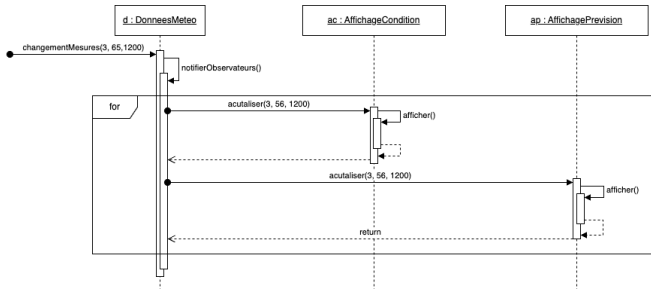 d : DonneesMeteo
ac : AffichageCondition
ap : AffichagePrevision
changementMesures(3, 65,1200)
notifierObservateurs()
for
acutaliser(3, 56, 1200)
afficher()
acutaliser(3, 56, 1200)
afficher()
return